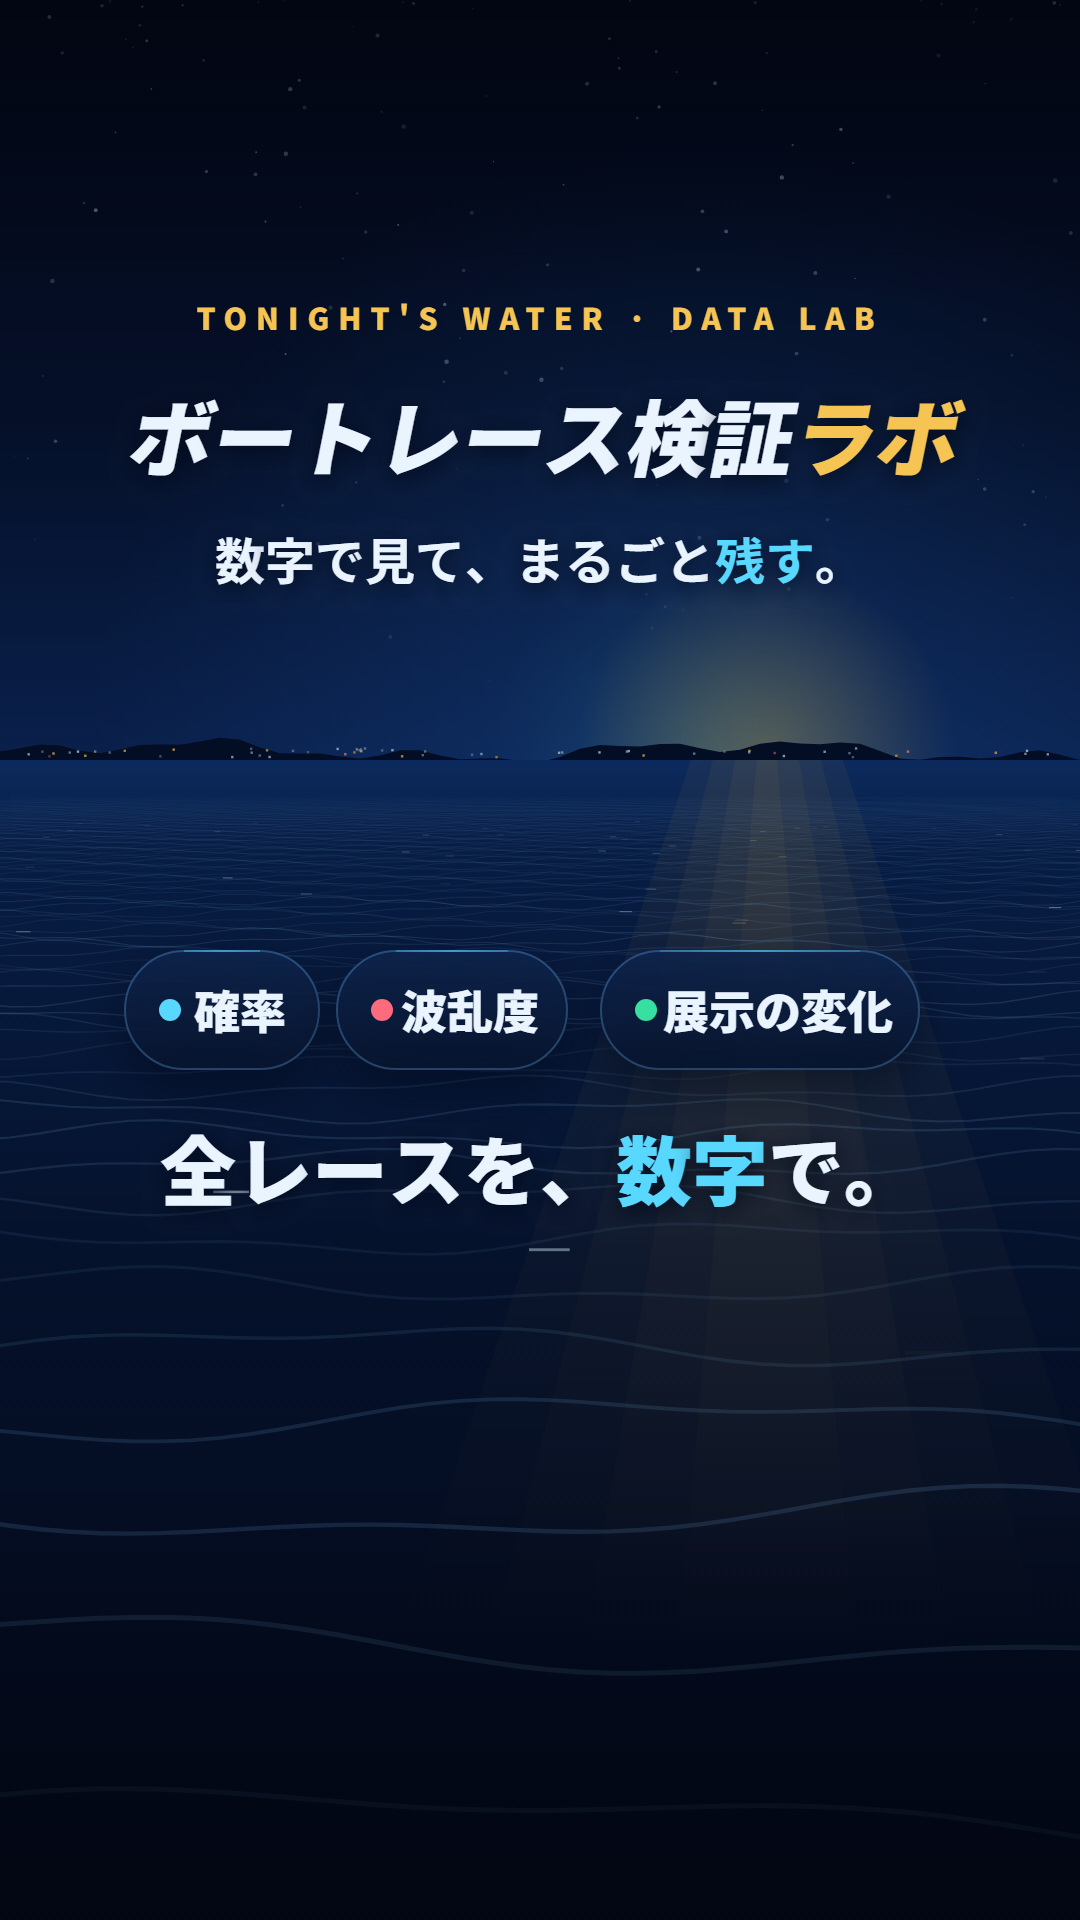 TONIGHT'S WATER · DATA LAB
ボートレース検証ラボ
数字で見て、まるごと残す。
確率 波乱度 展示の変化
全レースを、数字で。